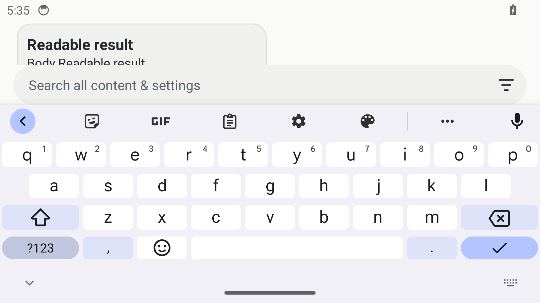 5:35
Readable result
Body Readable result
Search all content & settings
GIF
q 1 w 2 e 3 r 4 t 5 y 6 u 7 i 8 o 9 p 0
a s d f g h j k l
z x c v b n m
?123 , .